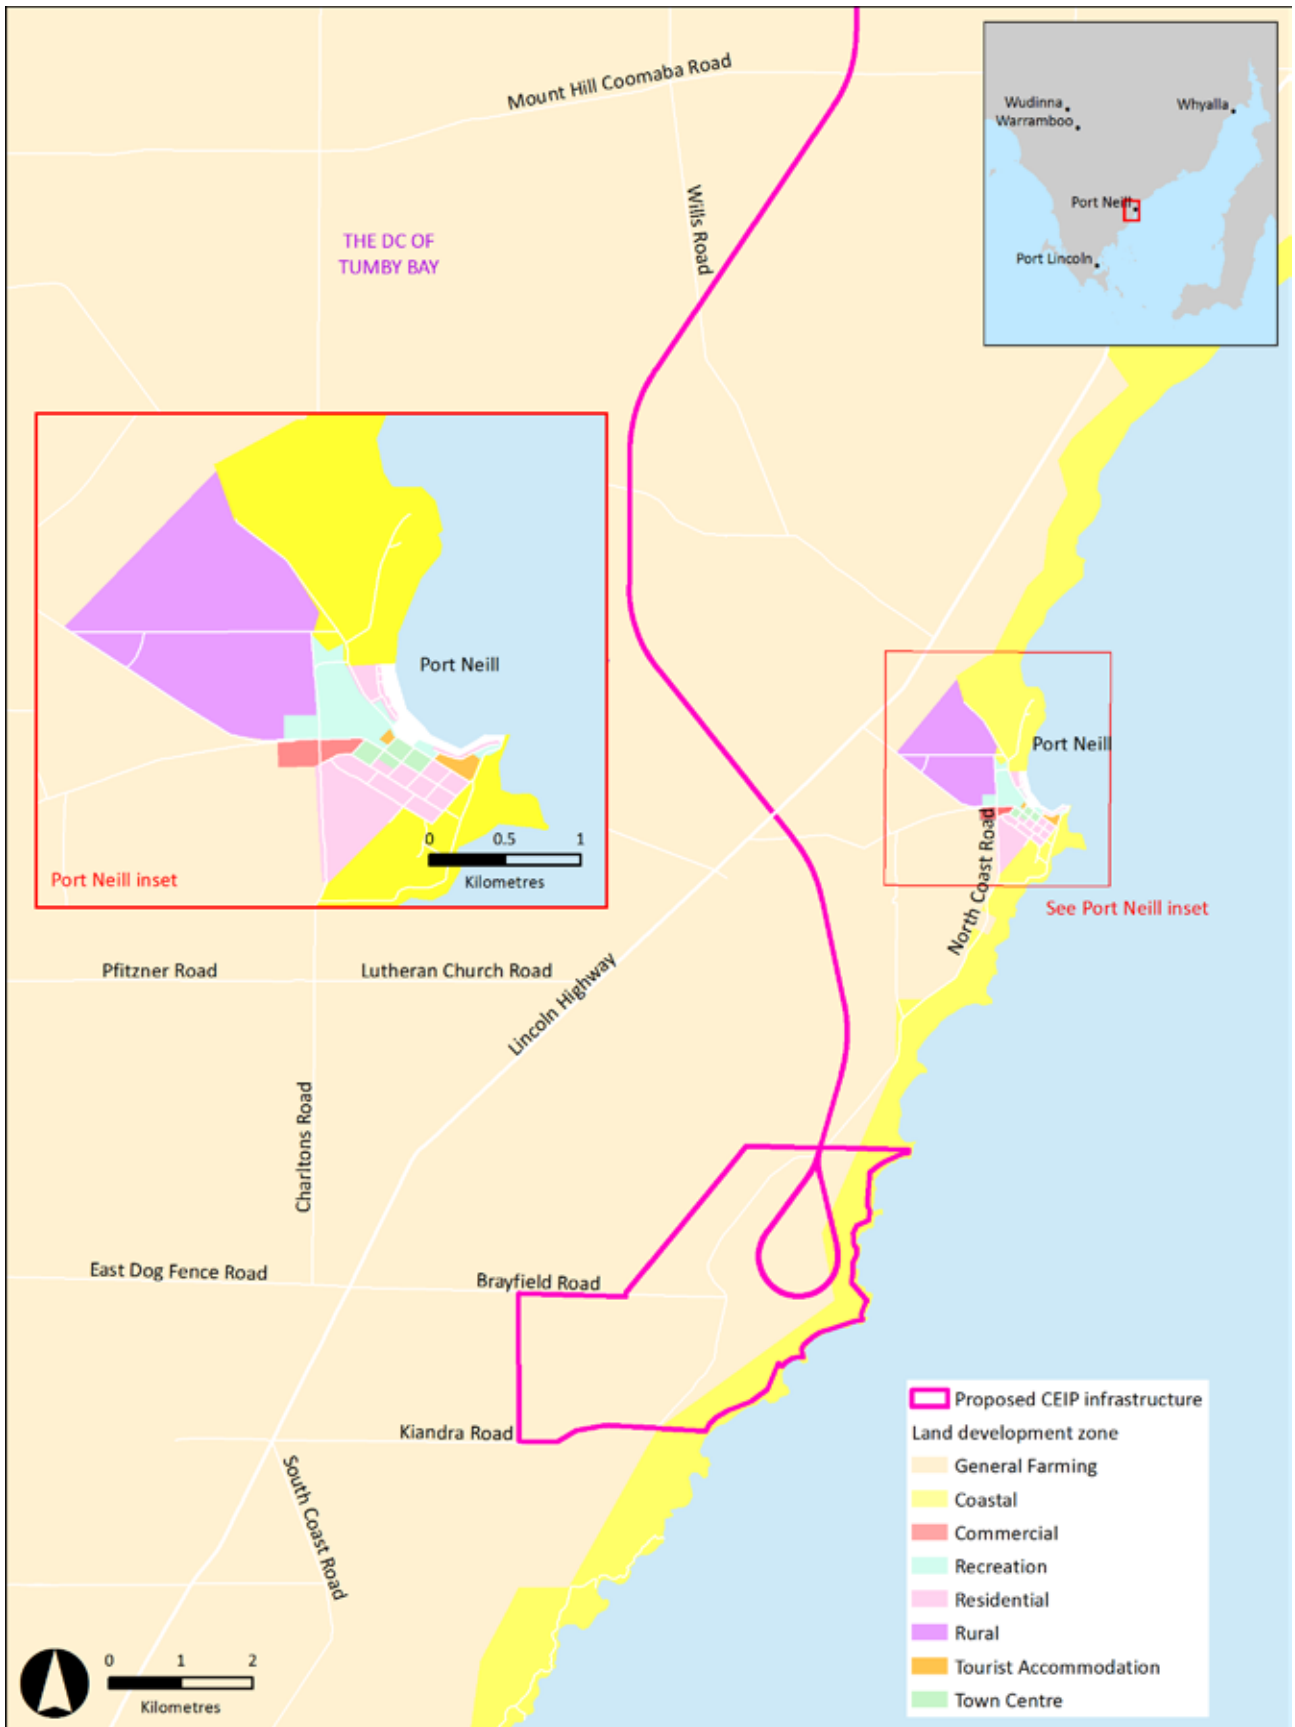 Mount Hill Coomaba Road
Wudinna
Warramboo
Whyalla
Port Neill
Port Lincoln
Wills Road
THE DC OF
TUMBY BAY
Port Neill
0 0.5 1
Kilometres
Port Neill inset
Port Neill
North Coast Road
See Port Neill inset
Pfitzner Road
Lutheran Church Road
Lincoln Highway
Charltons Road
East Dog Fence Road
Brayfield Road
Kiandra Road
South Coast Road
Proposed CEIP infrastructure
Land development zone
General Farming
Coastal
Commercial
Recreation
Residential
Rural
Tourist Accommodation
Town Centre
0 1 2
Kilometres